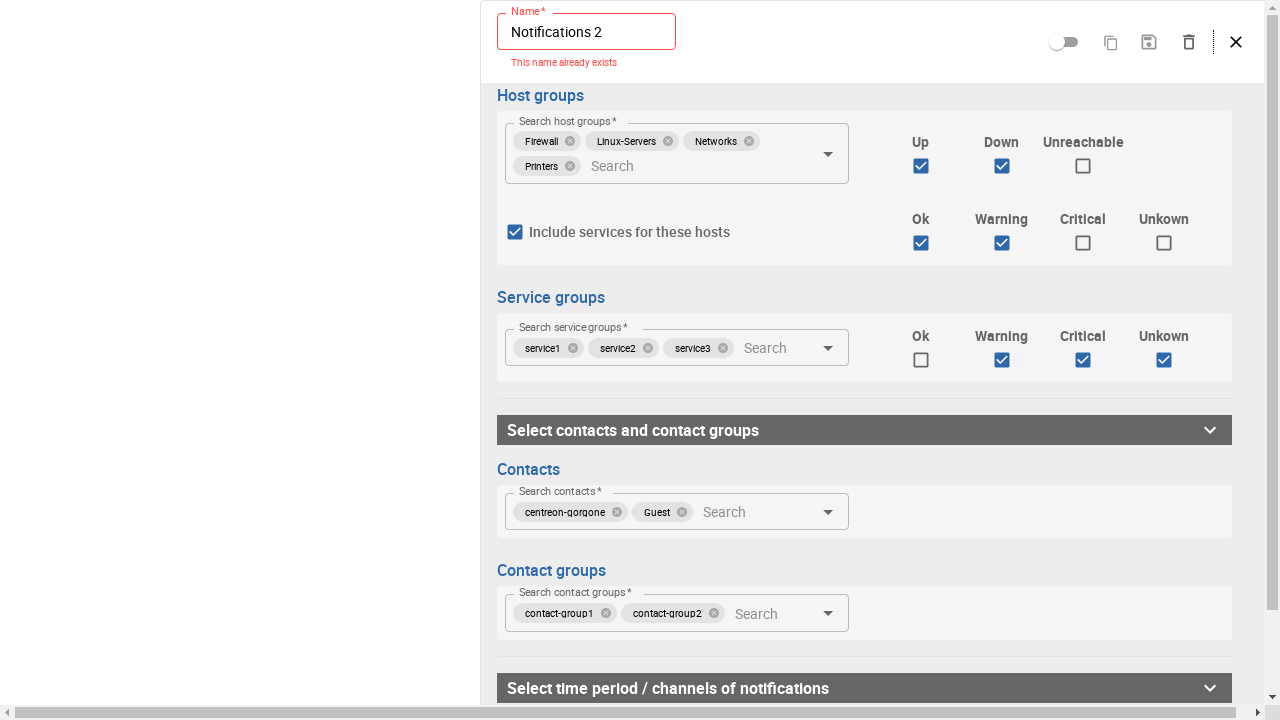 Name *
Notifications 2
This name already exists
Host groups
Search host groups *
Firewall Linux-Servers Networks
Printers Search
Up Down Unreachable
Include services for these hosts
Ok Warning Critical Unkown
Service groups
Search service groups *
service1 service2 service3 Search
Ok Warning Critical Unkown
Select contacts and contact groups
Contacts
Search contacts *
centreon-gorgone Guest Search
Contact groups
Search contact groups *
contact-group1 contact-group2 Search
Select time period / channels of notifications